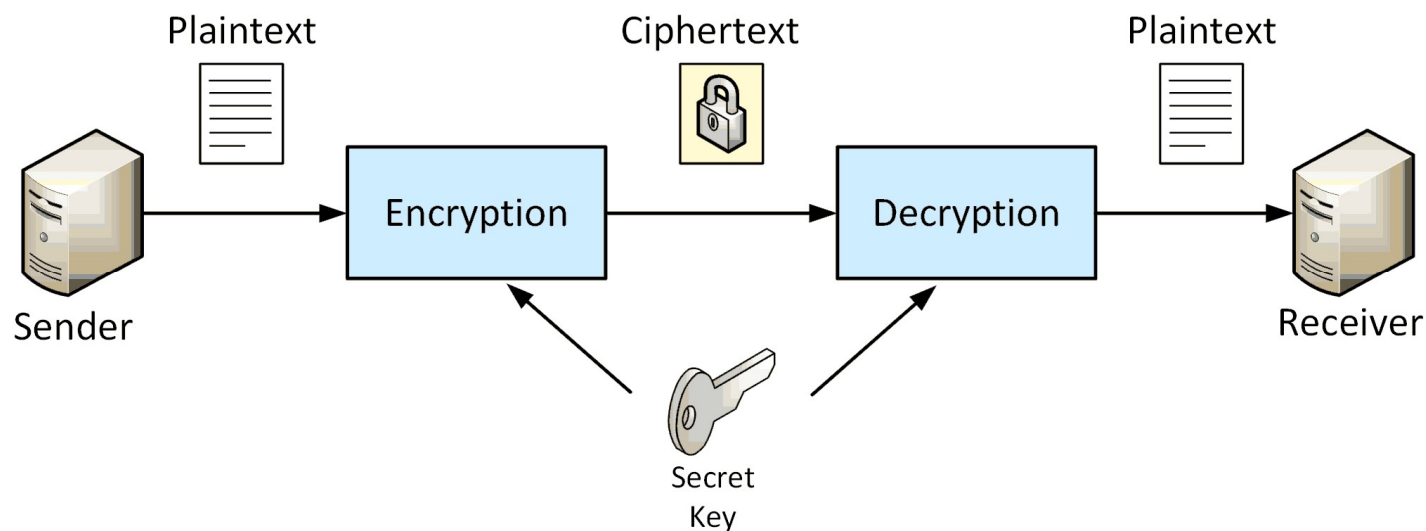 Plaintext
Ciphertext
Plaintext
Encryption
Decryption
Sender
Receiver
Secret
Key